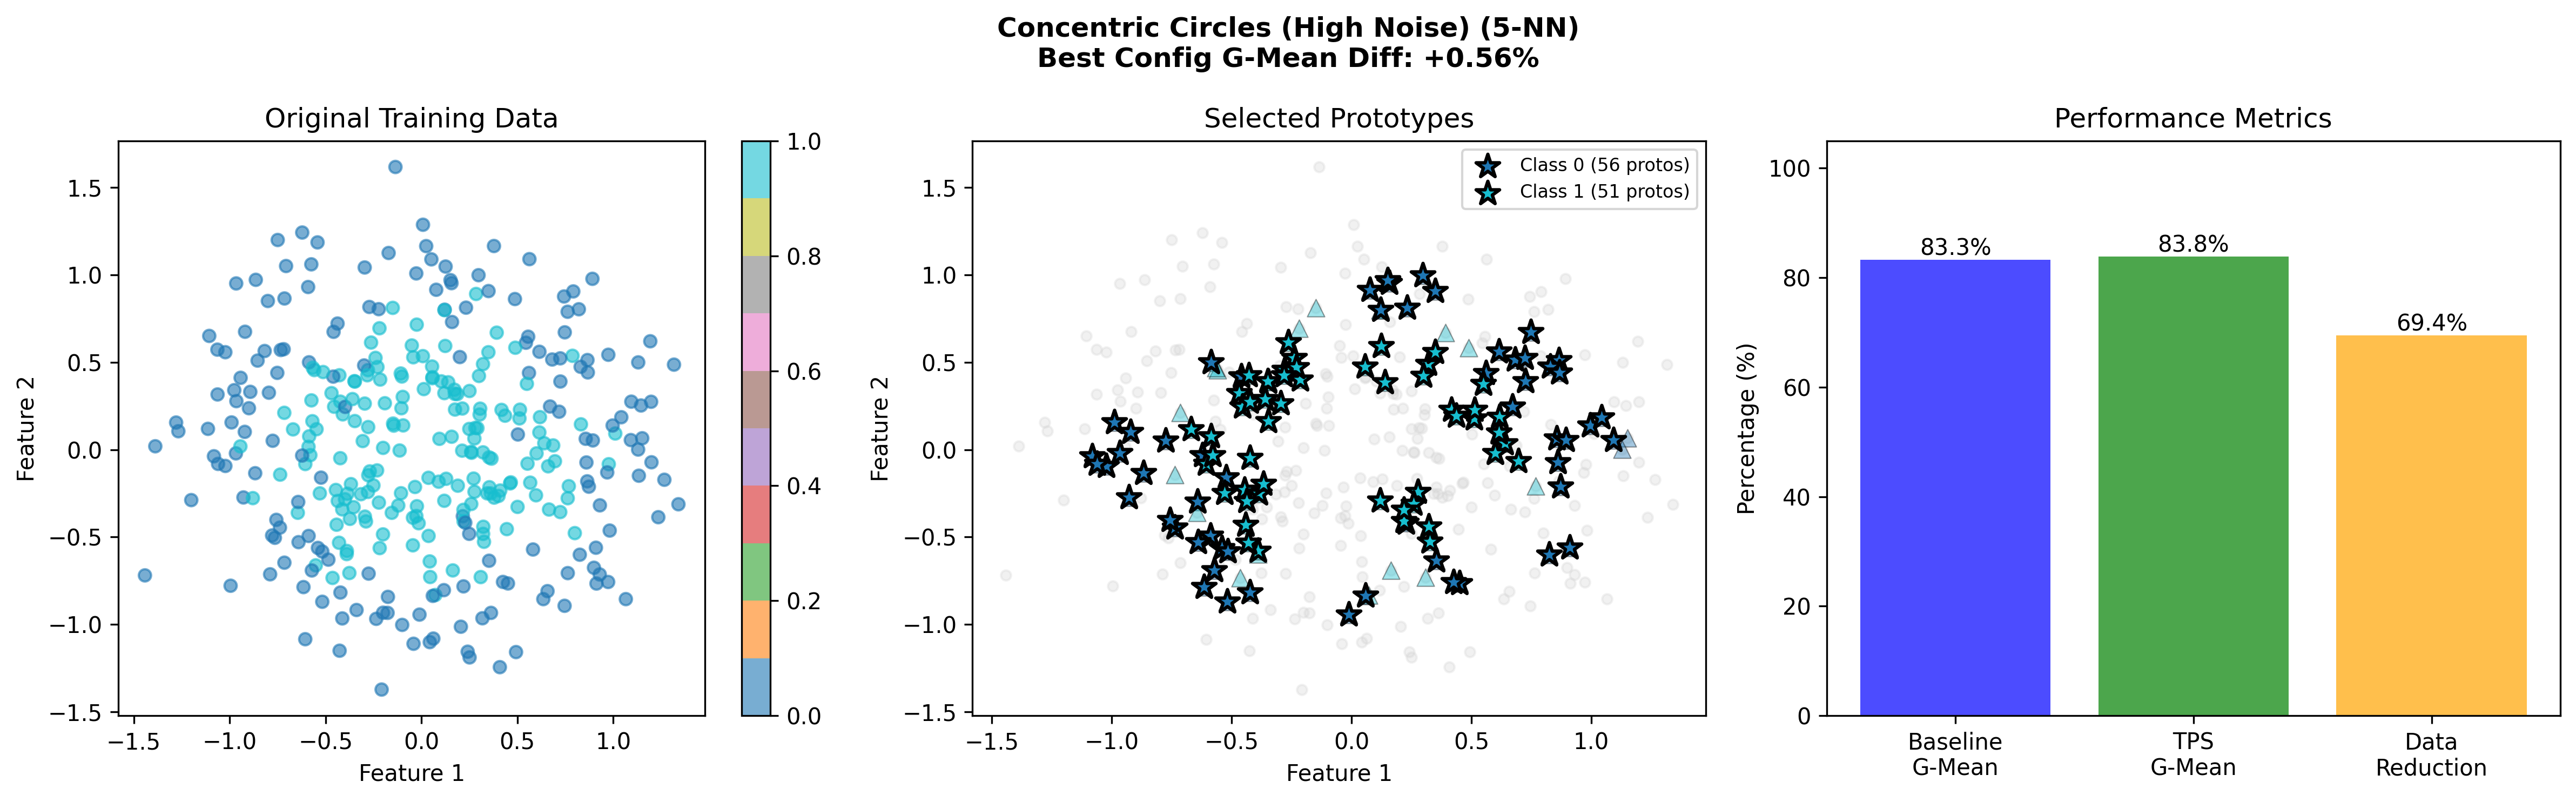 Concentric Circles (High Noise) (5-NN)
Best Config G-Mean Diff: +0.56%
Original Training Data
Feature 2
1.5
1.0
0.5
0.0
−0.5
−1.0
−1.5
−1.5
−1.0
−0.5
0.0
0.5
1.0
Feature 1
1.0
0.8
0.6
0.4
0.2
0.0
Selected Prototypes
Class 0 (56 protos)
Class 1 (51 protos)
Feature 2
1.5
1.0
0.5
0.0
−0.5
−1.0
−1.5
−1.5
−1.0
−0.5
0.0
0.5
1.0
Feature 1
Performance Metrics
Percentage (%)
100
80
60
40
20
0
83.3%
83.8%
69.4%
Baseline
G-Mean
TPS
G-Mean
Data
Reduction